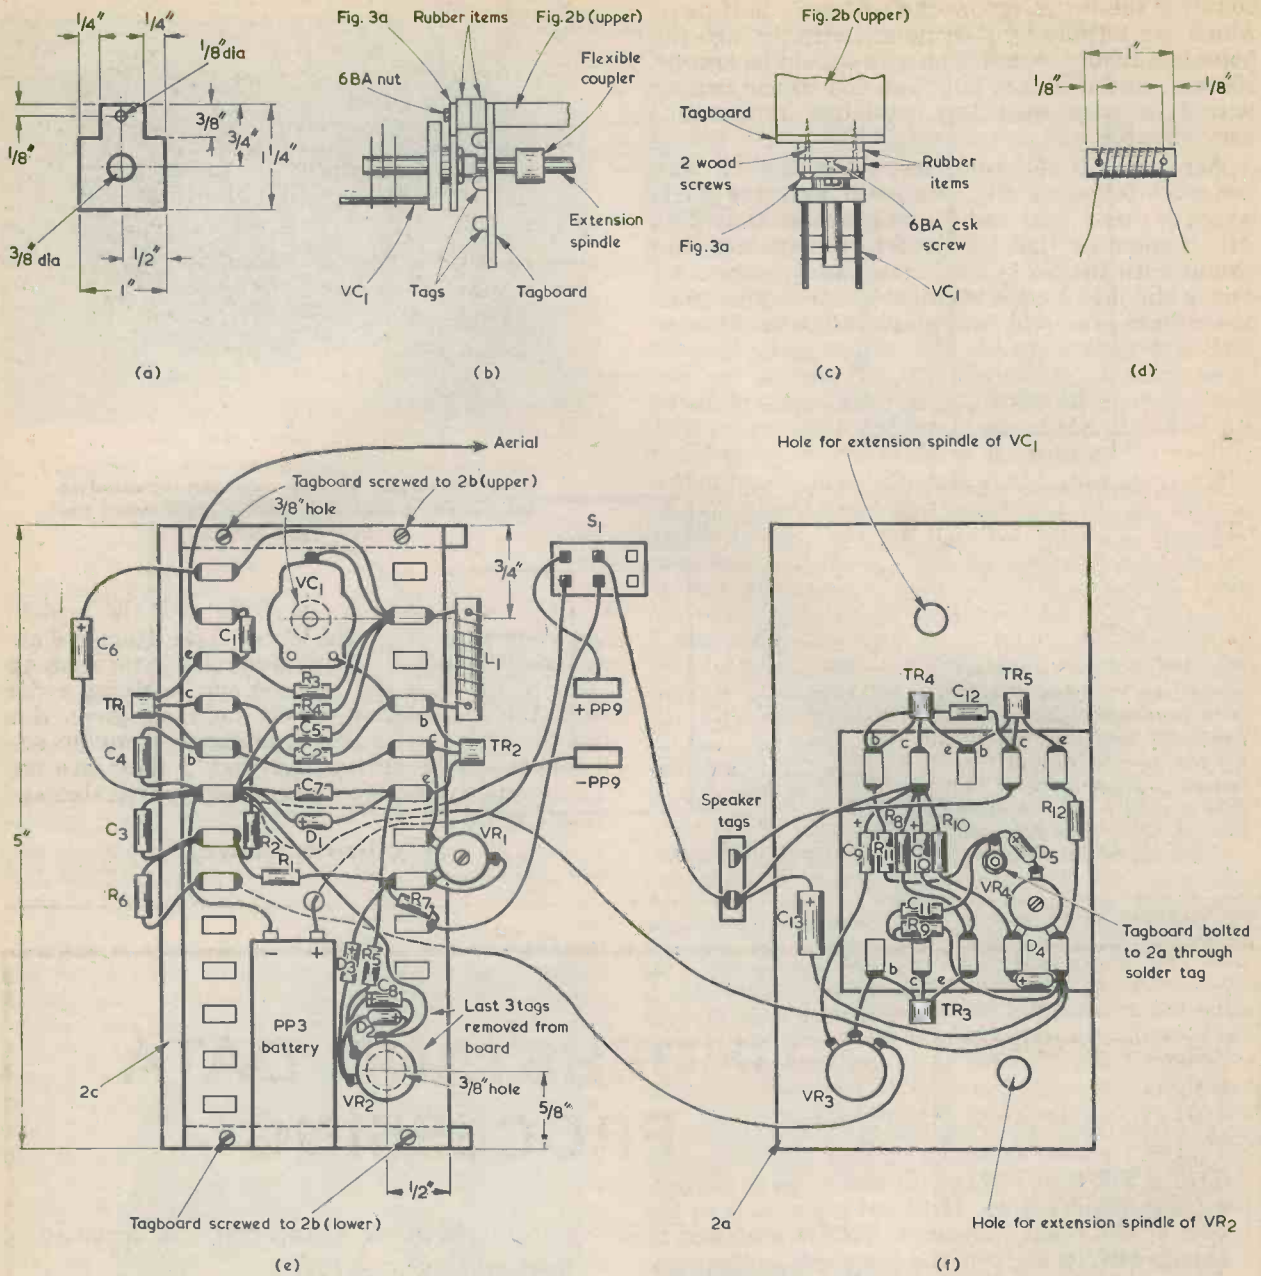 1/4" 1/4"
1/8" dia
1/8"
3/8"
3/4"
1 1/4"
3/8" dia
1/2"
1"
(a)
Fig. 3a
Rubber items
Fig. 2b (upper)
6BA nut
Flexible
coupler
Extension
spindle
VC1
Tags
Tagboard
(b)
Fig. 2b (upper)
Tagboard
2 wood
screws
Rubber
items
Fig. 3a
6BA csk
screw
VC1
(c)
1"
1/8" 1/8"
(d)
Aerial
Tagboard screwed to 2b (upper)
3/8" hole
S1
3/4"
VC1
C6
C1
e
R3
L1
TR1
c
R4
C5
b
+ PP9
C4
b
C2
c
TR2
C7
e
– PP9
5"
C3
D1
R2
R1
VR1
R6
R7
– +
D3
R5
C8
D2
PP3
battery
Last 3 tags
removed from
board
2c
VR2
3/8" hole
5/8"
1/2"
Tagboard screwed to 2b (lower)
(e)
Hole for extension spindle of VC1
TR4
C12
TR5
b c e b c e
Speaker
tags
+ +
R8
R10
R12
C9
R11
C10
D5
VR4
C11
R9
C13
D4
Tagboard bolted
to 2a through
solder tag
b c e
TR3
VR3
2a
Hole for extension spindle of VR2
(f)